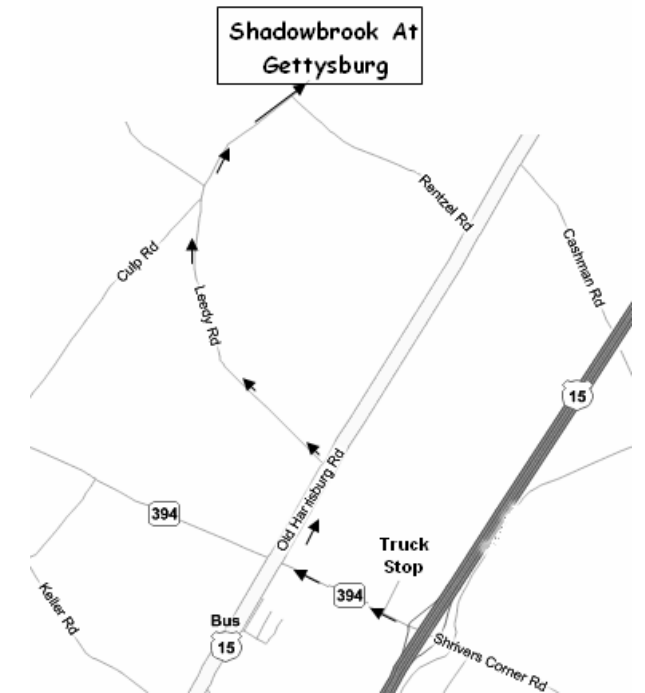 Shadowbrook At
Gettysburg
Rentzel Rd
Culp Rd
Cashman Rd
Leedy Rd
15
Old Harrisburg Rd
394
Truck
Stop
394
Keller Rd
Bus
15
Shrivers Corner Rd